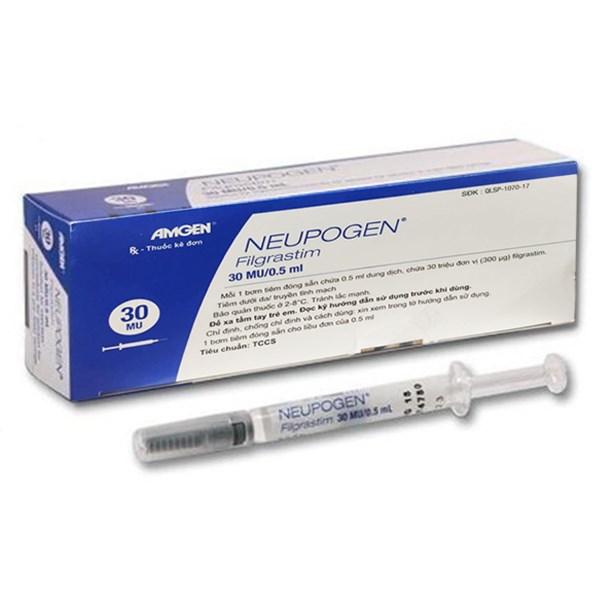 30
MU
AMGEN®
SĐK : QLSP-1070-17
AMGEN®
Rx - Thuốc kê đơn
NEUPOGEN®
Filgrastim
30 MU/0.5 ml
30
MU
Mỗi 1 bơm tiêm đóng sẵn chứa 0.5 ml dung dịch, chứa 30 triệu đơn vị (300 µg) filgrastim.
Tiêm dưới da/ truyền tĩnh mạch
Bảo quản thuốc ở 2-8°C. Tránh lắc mạnh.
Để xa tầm tay trẻ em. Đọc kỹ hướng dẫn sử dụng trước khi dùng.
Chỉ định, chống chỉ định và cách dùng: xin xem trong tờ hướng dẫn sử dụng.
1 bơm tiêm đóng sẵn cho liều đơn của 0.5 ml
Tiêu chuẩn: TCCS
NEUPOGEN®
Filgrastim 30 MU/0.5 mL